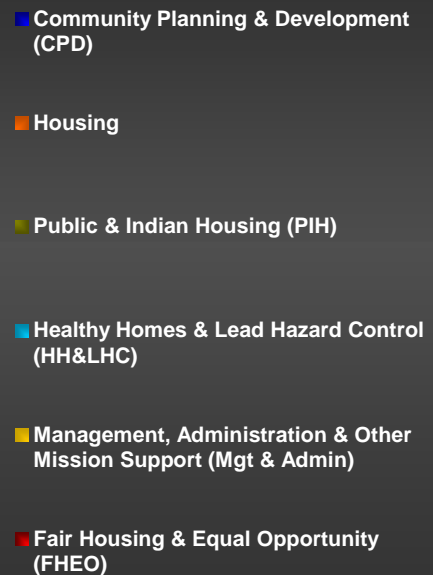 Community Planning & Development
(CPD)
Housing
Public & Indian Housing (PIH)
Healthy Homes & Lead Hazard Control
(HH&LHC)
Management, Administration & Other
Mission Support (Mgt & Admin)
Fair Housing & Equal Opportunity
(FHEO)